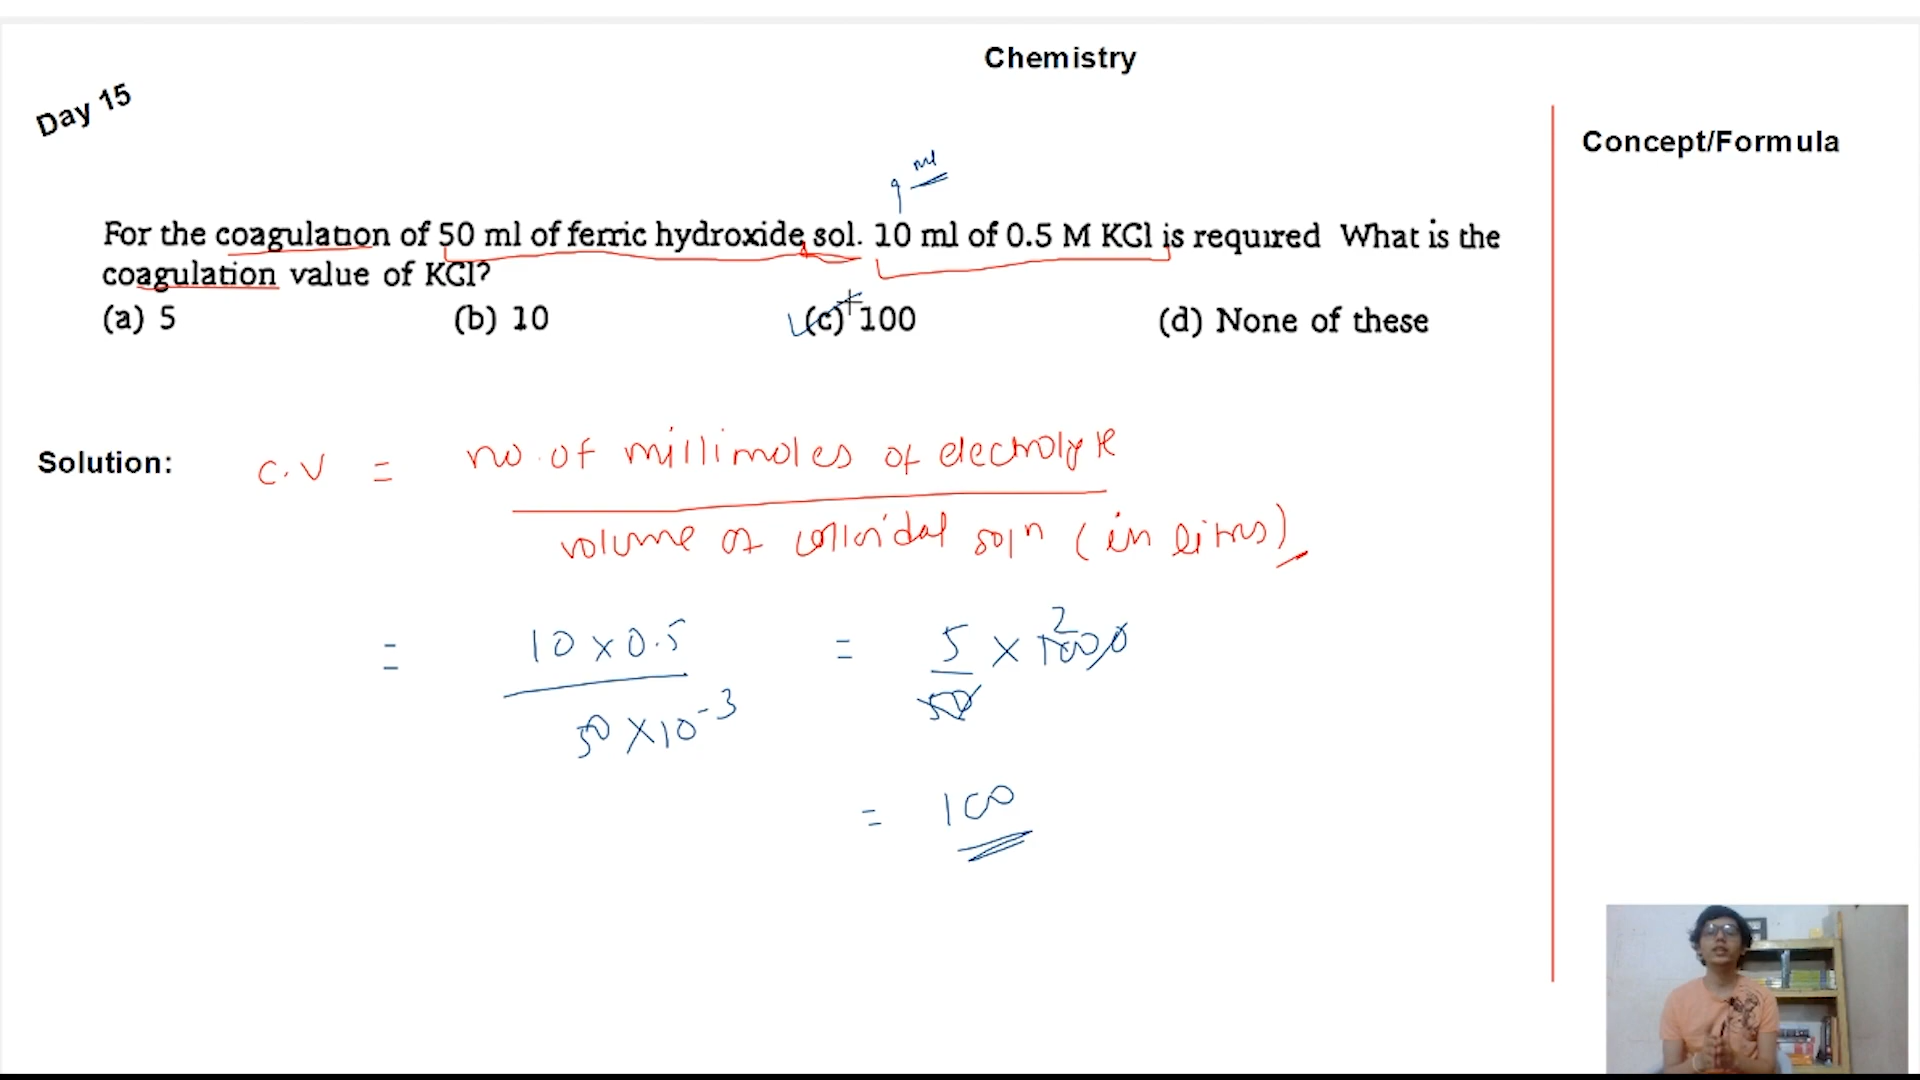 Chemistry
Day 15
Concept/Formula
ml
For the coagulation of 50 ml of ferric hydroxide sol. 10 ml of 0.5 M KCl is required What is the
coagulation value of KCl?
(a) 5 (b) 10 (c) 100 (d) None of these
Solution: C.V = no. of millimoles of electrolyte
volume of colloidal soln (in litres)
= 10 x 0.5 = 5 x 1000 2
50 x 10-3 50
= 100